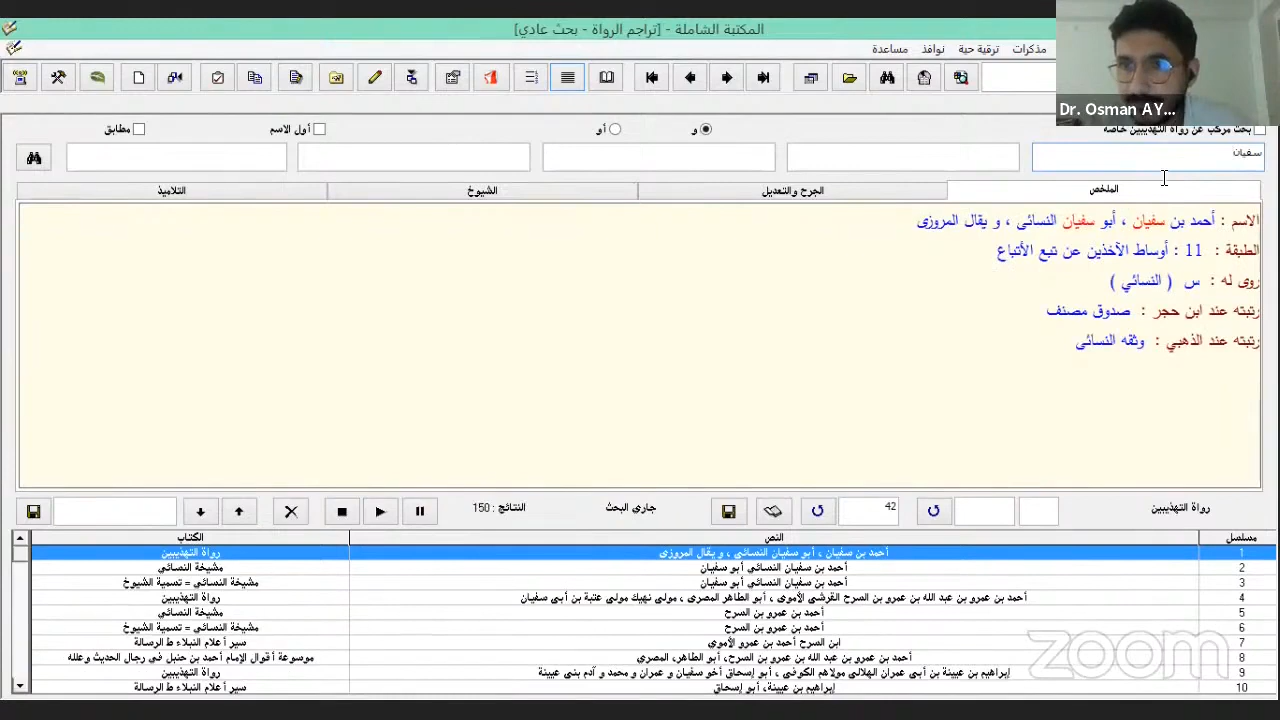 المكتبة الشاملة - [تراجم الرواة - بحث عادي]
مذكرات ترقية حية نوافذ مساعدة
Dr. Osman AY...
بحث مركب عن رواة التهذيبين خاصة و أو أول الاسم مطابق
سفيان
الملخص الجرح والتعديل الشيوخ التلاميذ
الاسم : أحمد بن سفيان ، أبو سفيان النسائى ، و يقال المروزى
الطبقة : 11 : أوساط الآخذين عن تبع الأتباع
روى له : س ( النسائي )
رتبته عند ابن حجر : صدوق مصنف
رتبته عند الذهبي : وثقه النسائى
رواة التهذيبين 42 جاري البحث النتائج : 150
مسلسل النص الكتاب
1 أحمد بن سفيان ، أبو سفيان النسائى ، و يقال المروزى رواة التهذيبين
2 أحمد بن سفيان النسائي أبو سفيان مشيخة النسائي
3 أحمد بن سفيان النسائي أبو سفيان مشيخة النسائي = تسمية الشيوخ
4 أحمد بن عمرو بن عبد الله بن عمرو بن السرح القرشى الأموى ، أبو الطاهر المصرى ، مولى نهيك مولى عتبة بن أبى سفيان رواة التهذيبين
5 أحمد بن عمرو بن السرح مشيخة النسائي
6 أحمد بن عمرو بن السرح مشيخة النسائي = تسمية الشيوخ
7 ابن السرح أحمد بن عمرو الأموي سير أعلام النبلاء ط الرسالة
8 أحمد بن عمرو بن عبد الله بن عمرو بن السرح، أبو الطاهر، المصري موسوعة أقوال الإمام أحمد بن حنبل في رجال الحديث وعلله
9 إبراهيم بن عيينة بن أبى عمران الهلالى مولاهم الكوفى ، أبو إسحاق أخو سفيان و عمران و محمد و آدم بنى عيينة رواة التهذيبين
10 إبراهيم بن عيينة، أبو إسحاق سير أعلام النبلاء ط الرسالة
zoom